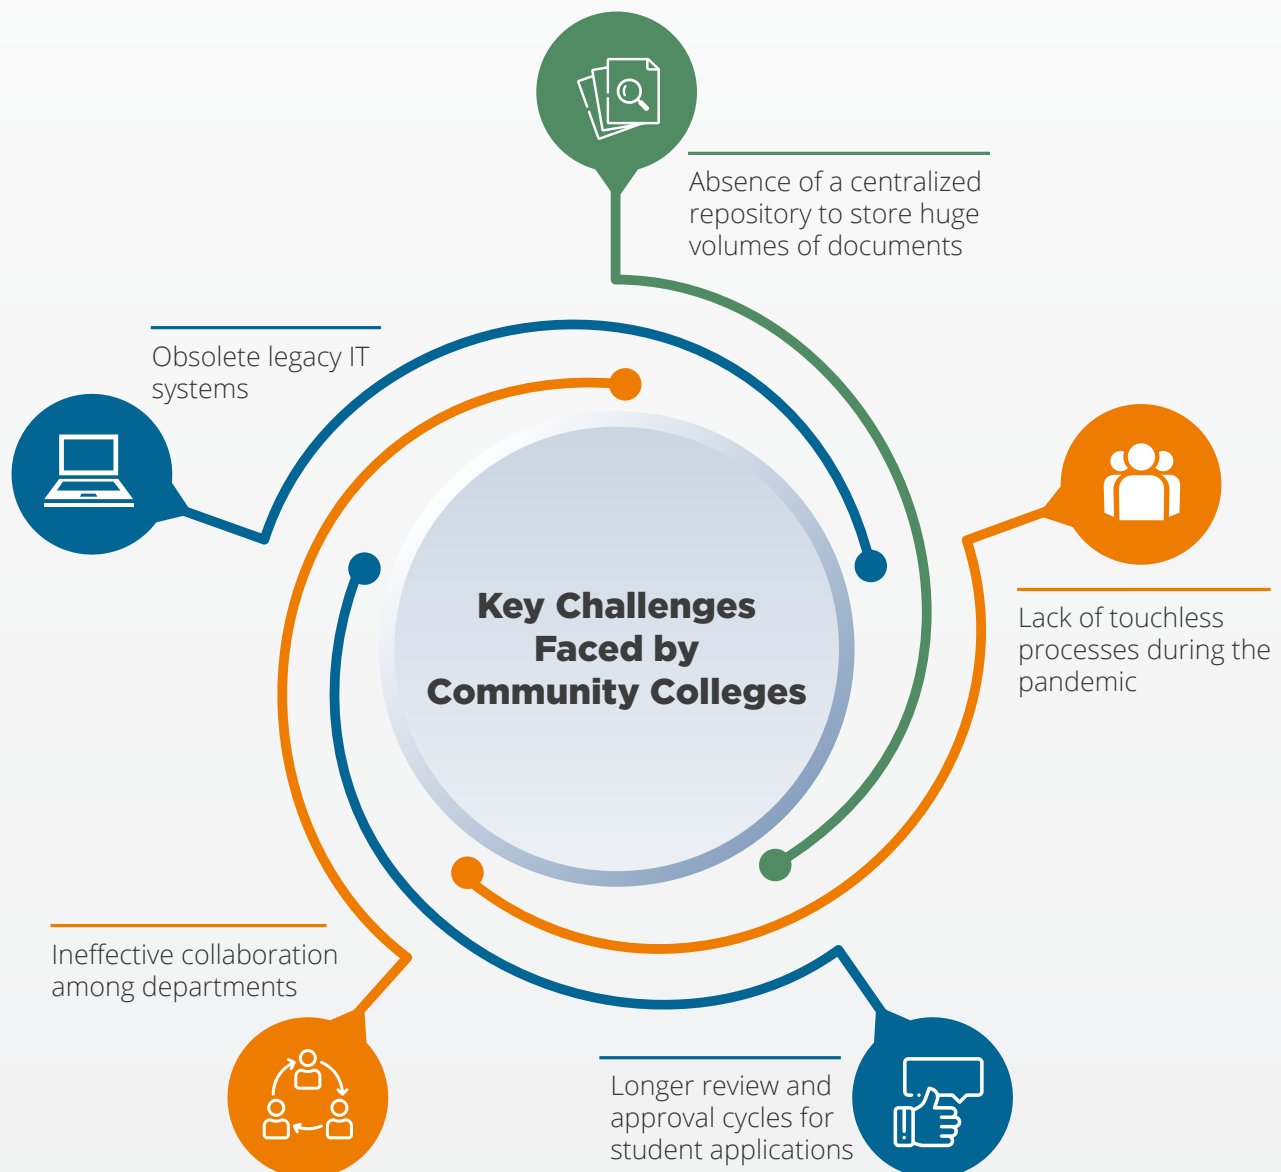 Absence of a centralized
repository to store huge
volumes of documents
Obsolete legacy IT
systems
Key Challenges
Faced by
Community Colleges
Lack of touchless
processes during the
pandemic
Ineffective collaboration
among departments
Longer review and
approval cycles for
student applications